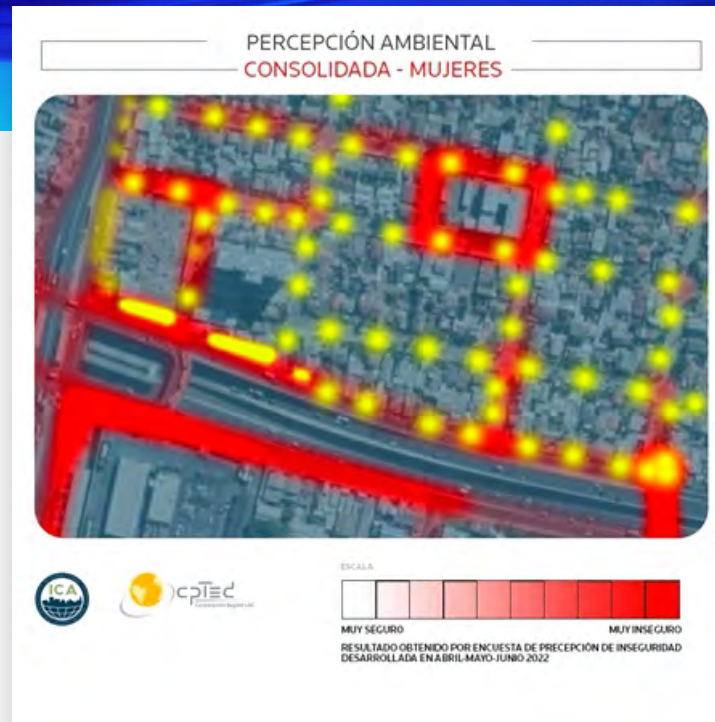 PERCEPCIÓN AMBIENTAL
CONSOLIDADA - MUJERES
ICA
cpTed
ESCALA
MUY SEGURO
MUY INSEGURO
RESULTADO OBTENIDO POR ENCUESTA DE PRECEPCIÓN DE INSEGURIDAD
DESARROLLADA EN ABRIL-MAYO-JUNIO 2022